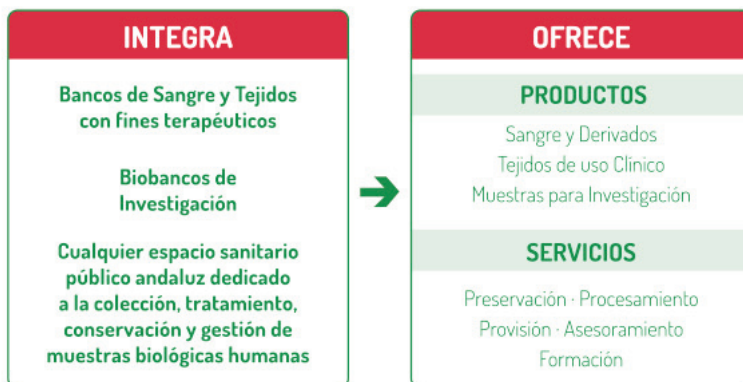 INTEGRA
Bancos de Sangre y Tejidos
con fines terapéuticos
Biobancos de
Investigación
Cualquier espacio sanitario
público andaluz dedicado
a la colección, tratamiento,
conservación y gestión de
muestras biológicas humanas
OFRECE
PRODUCTOS
Sangre y Derivados
Tejidos de uso Clínico
Muestras para Investigación
SERVICIOS
Preservación · Procesamiento
Provisión · Asesoramiento
Formación